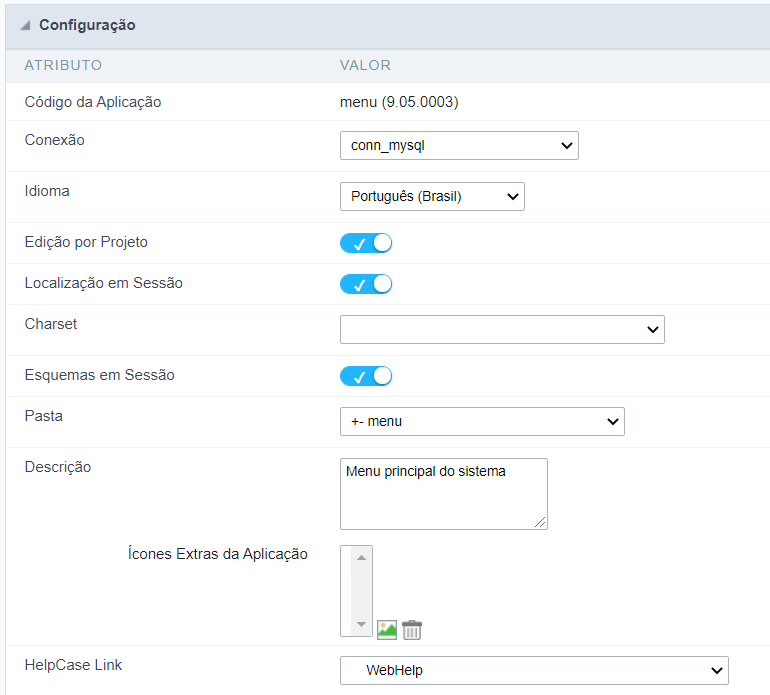 Configuração
ATRIBUTO VALOR
Código da Aplicação menu (9.05.0003)
Conexão conn_mysql
Idioma Português (Brasil)
Edição por Projeto
Localização em Sessão
Charset
Esquemas em Sessão
Pasta +- menu
Descrição Menu principal do sistema
Ícones Extras da Aplicação
HelpCase Link WebHelp